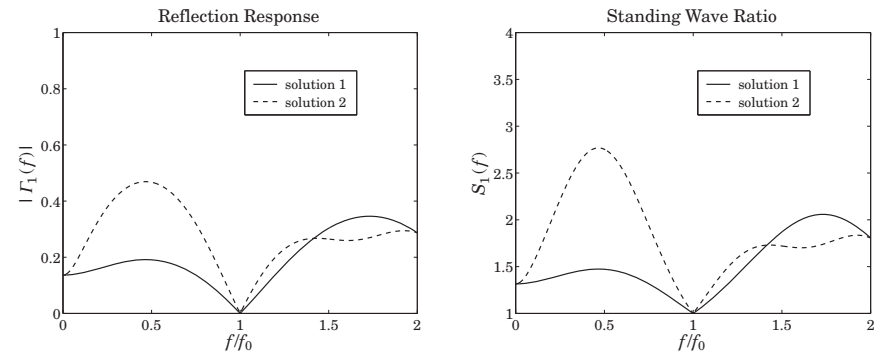 Reflection Response
1
0.8
0.6
0.4
0.2
0
0
0.5
1
1.5
2
|Γ1(f)|
f/f0
solution 1
solution 2
Standing Wave Ratio
4
3.5
3
2.5
2
1.5
1
0
0.5
1
1.5
2
S1(f)
f/f0
solution 1
solution 2